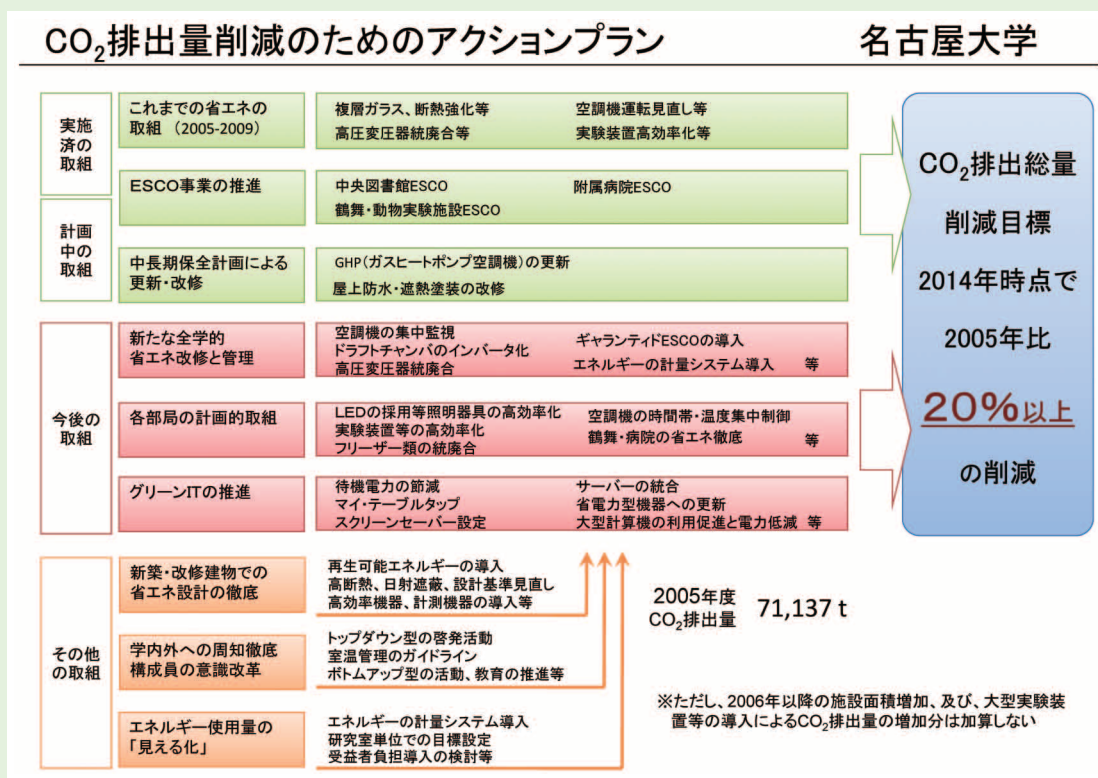 CO₂排出量削減のためのアクションプラン
名古屋大学
実施
済の
取組
これまでの省エネの
取組 （2005-2009）
複層ガラス、断熱強化等
高圧変圧器統廃合等
空調機運転見直し等
実験装置高効率化等
ESCO事業の推進
中央図書館ESCO
鶴舞・動物実験施設ESCO
附属病院ESCO
計画
中の
取組
中長期保全計画による
更新・改修
GHP（ガスヒートポンプ空調機）の更新
屋上防水・遮熱塗装の改修
今後の
取組
新たな全学的
省エネ改修と管理
空調機の集中監視
ドラフトチャンバのインバータ化
高圧変圧器統廃合
ギャランティドESCOの導入
エネルギーの計量システム導入 等
各部局の計画的取組
LEDの採用等照明器具の高効率化
実験装置等の高効率化
フリーザー類の統廃合
空調機の時間帯・温度集中制御
鶴舞・病院の省エネ徹底 等
グリーンITの推進
待機電力の節減
マイ・テーブルタップ
スクリーンセーバー設定
サーバーの統合
省電力型機器への更新
大型計算機の利用促進と電力低減 等
その他
の取組
新築・改修建物での
省エネ設計の徹底
再生可能エネルギーの導入
高断熱、日射遮蔽、設計基準見直し
高効率機器、計測機器の導入等
学内外への周知徹底
構成員の意識改革
トップダウン型の啓発活動
室温管理のガイドライン
ボトムアップ型の活動、教育の推進等
エネルギー使用量の
「見える化」
エネルギーの計量システム導入
研究室単位での目標設定
受益者負担導入の検討等
CO₂排出総量
削減目標
2014年時点で
2005年比
20%以上
の削減
2005年度
CO₂排出量
71,137 t
※ただし、2006年以降の施設面積増加、及び、大型実験装
置等の導入によるCO₂排出量の増加分は加算しない